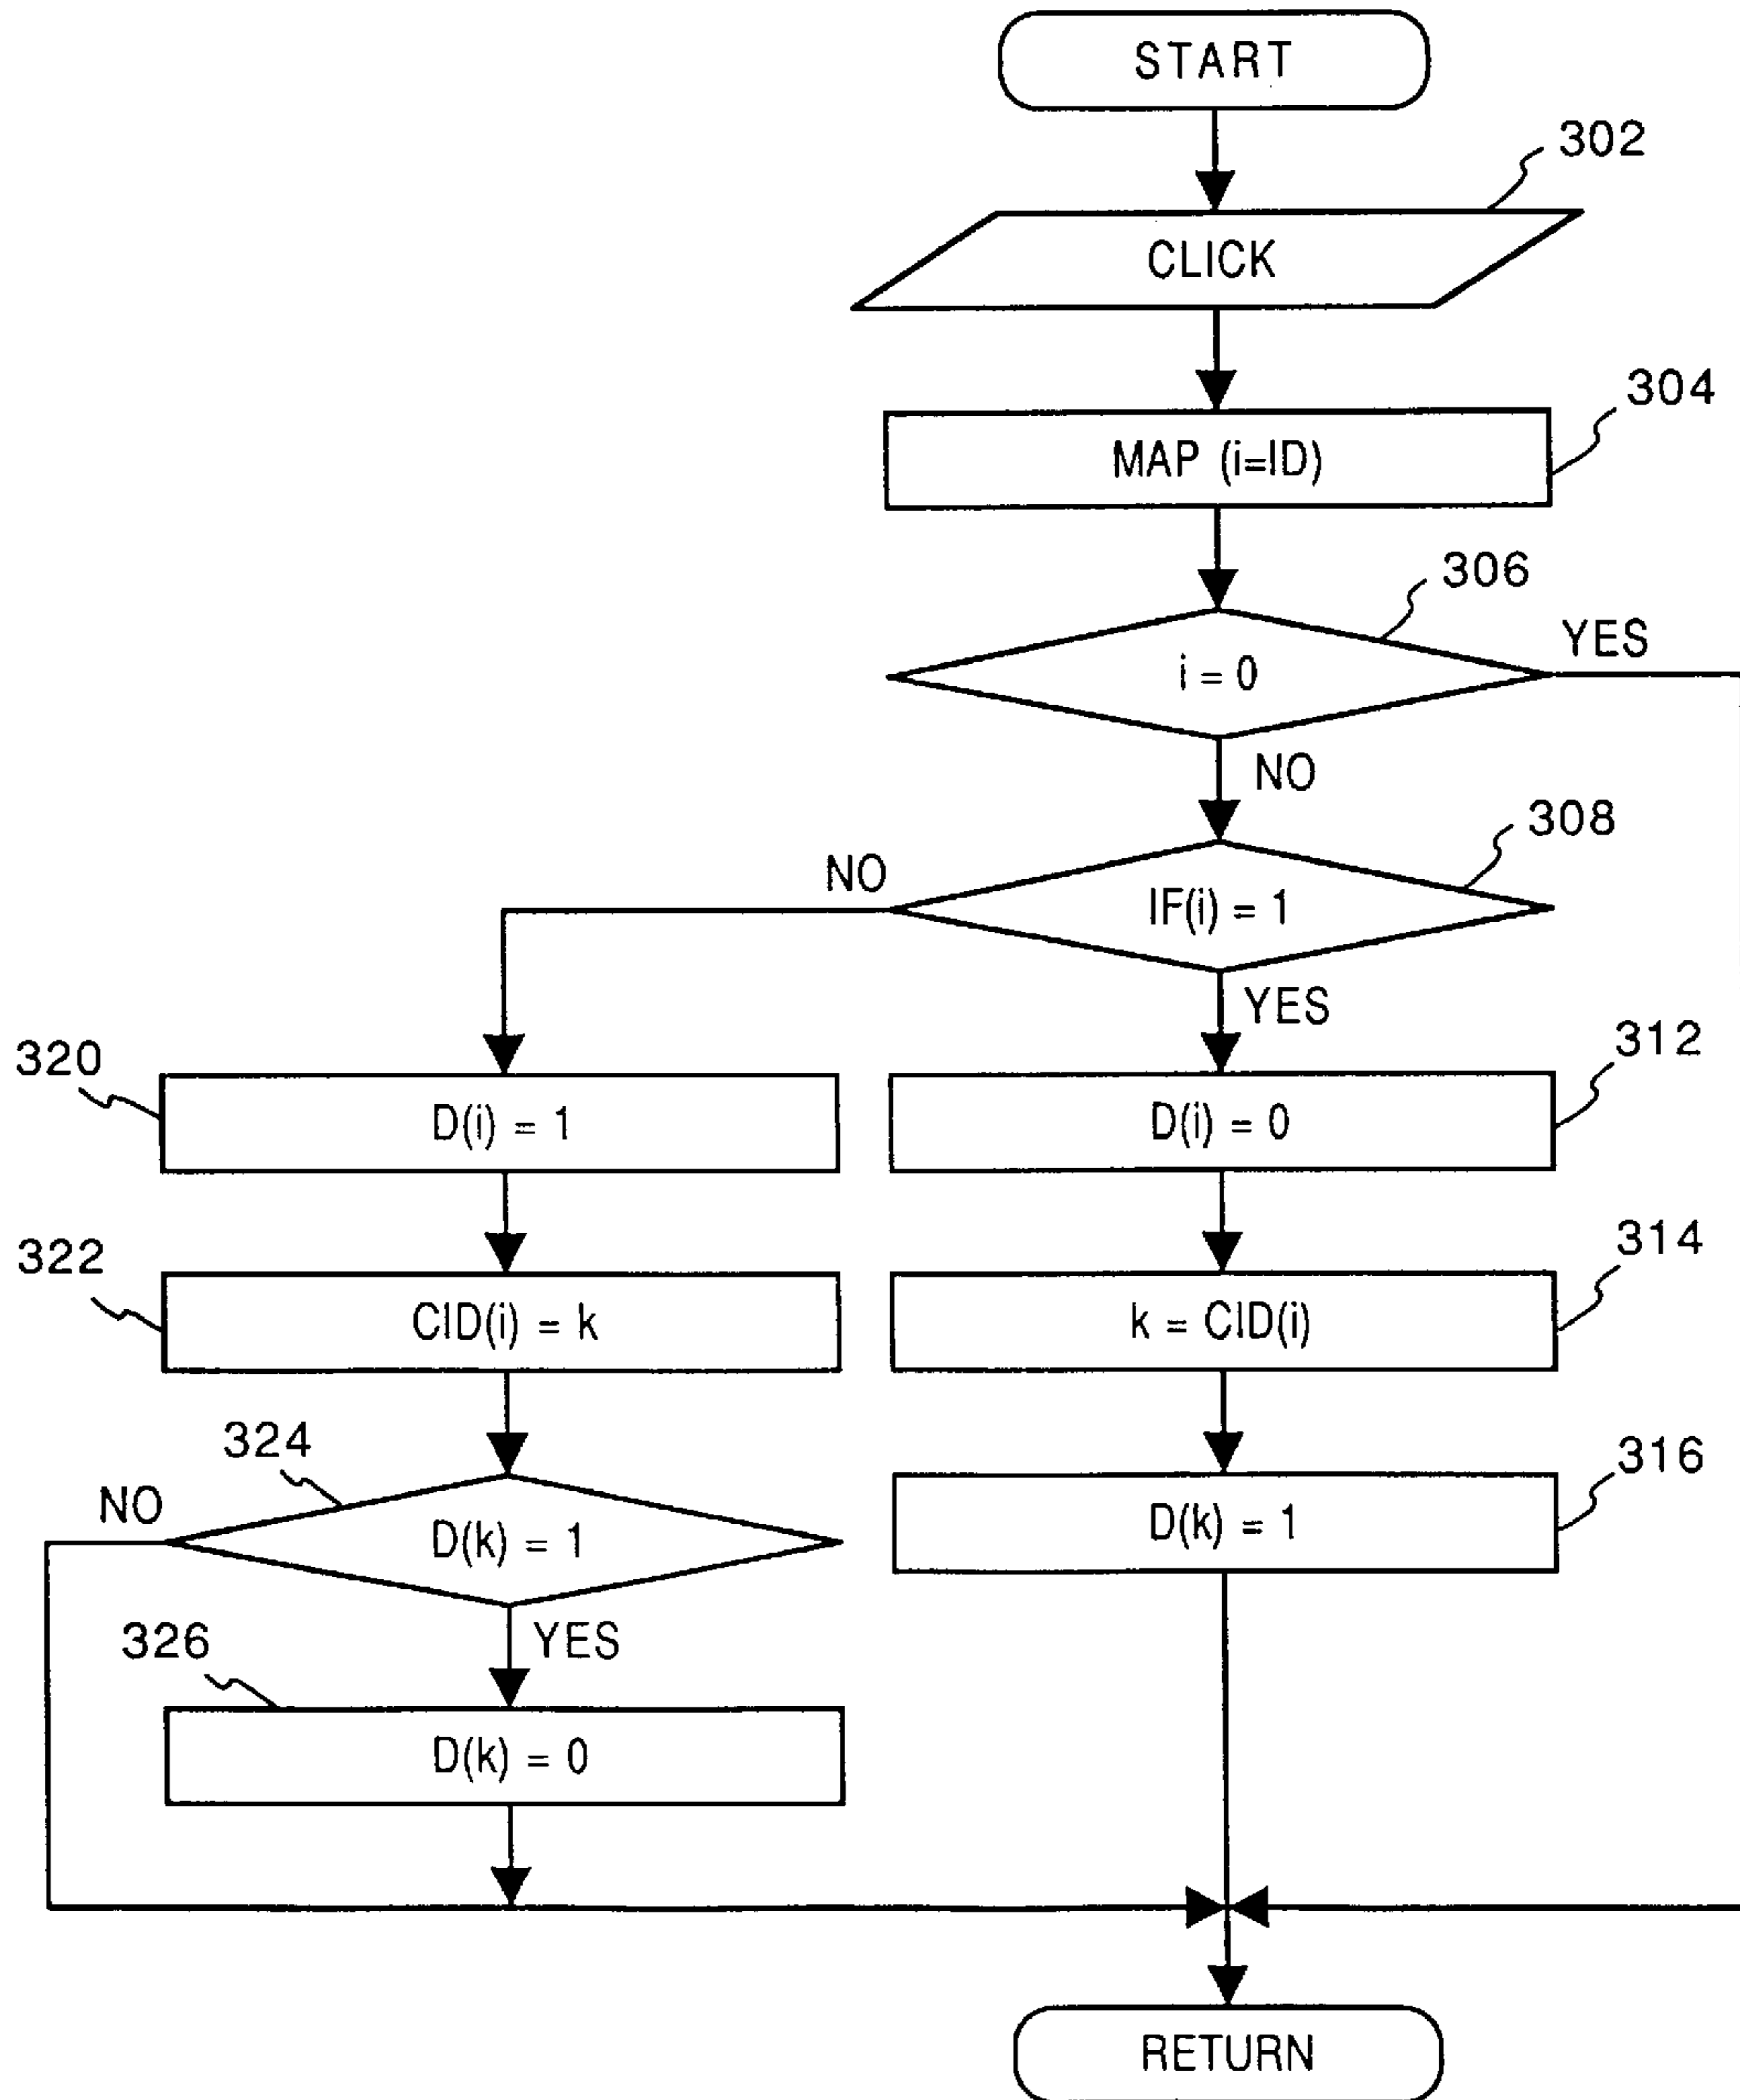 START
302
CLICK
304
MAP (i=ID)
306
YES
i = 0
NO
308
NO
IF(i) = 1
YES
320
312
D(i) = 1
D(i) = 0
322
314
CID(i) = k
k = CID(i)
324
316
NO
D(k) = 1
D(k) = 1
326
YES
D(k) = 0
RETURN